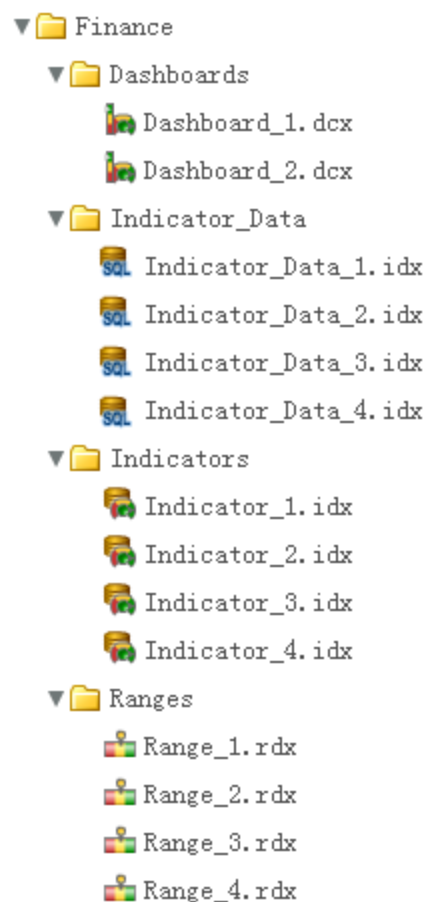 Finance
Dashboards
Dashboard_1.dcx
Dashboard_2.dcx
Indicator_Data
SQL Indicator_Data_1.idx
SQL Indicator_Data_2.idx
SQL Indicator_Data_3.idx
SQL Indicator_Data_4.idx
Indicators
Indicator_1.idx
Indicator_2.idx
Indicator_3.idx
Indicator_4.idx
Ranges
Range_1.rdx
Range_2.rdx
Range_3.rdx
Range_4.rdx